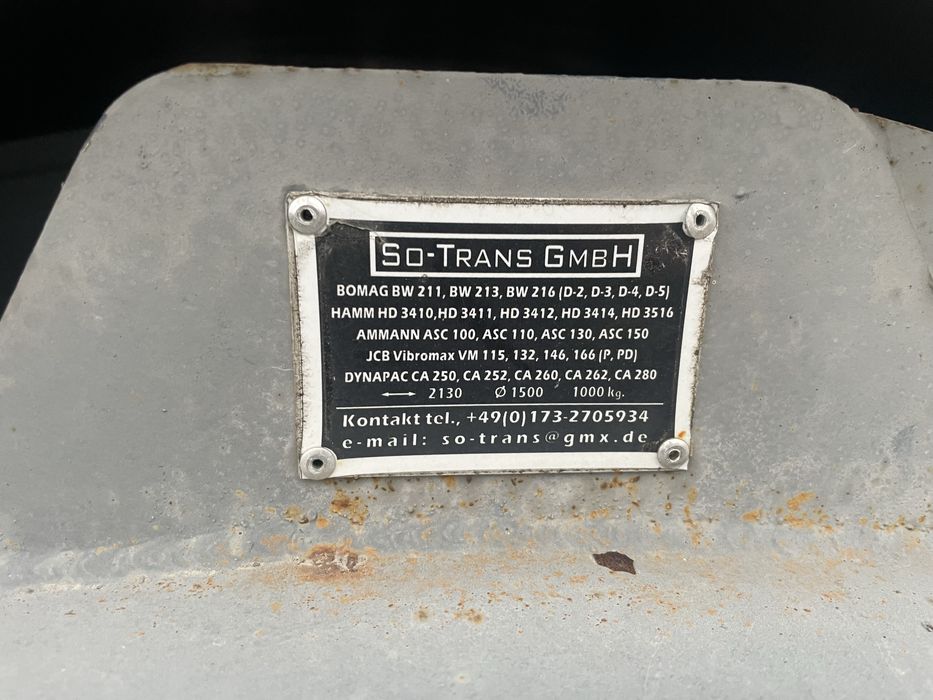 So-Trans GmbH
BOMAG BW 211, BW 213, BW 216 (D-2, D-3, D-4, D-5)
HAMM HD 3410,HD 3411, HD 3412, HD 3414, HD 3516
AMMANN ASC 100, ASC 110, ASC 130, ASC 150
JCB Vibromax VM 115, 132, 146, 166 (P, PD)
DYNAPAC CA 250, CA 252, CA 260, CA 262, CA 280
⟷ 2130 Ø 1500 1000 kg.
Kontakt tel., +49(0)173-2705934
e-mail: so-trans@gmx.de